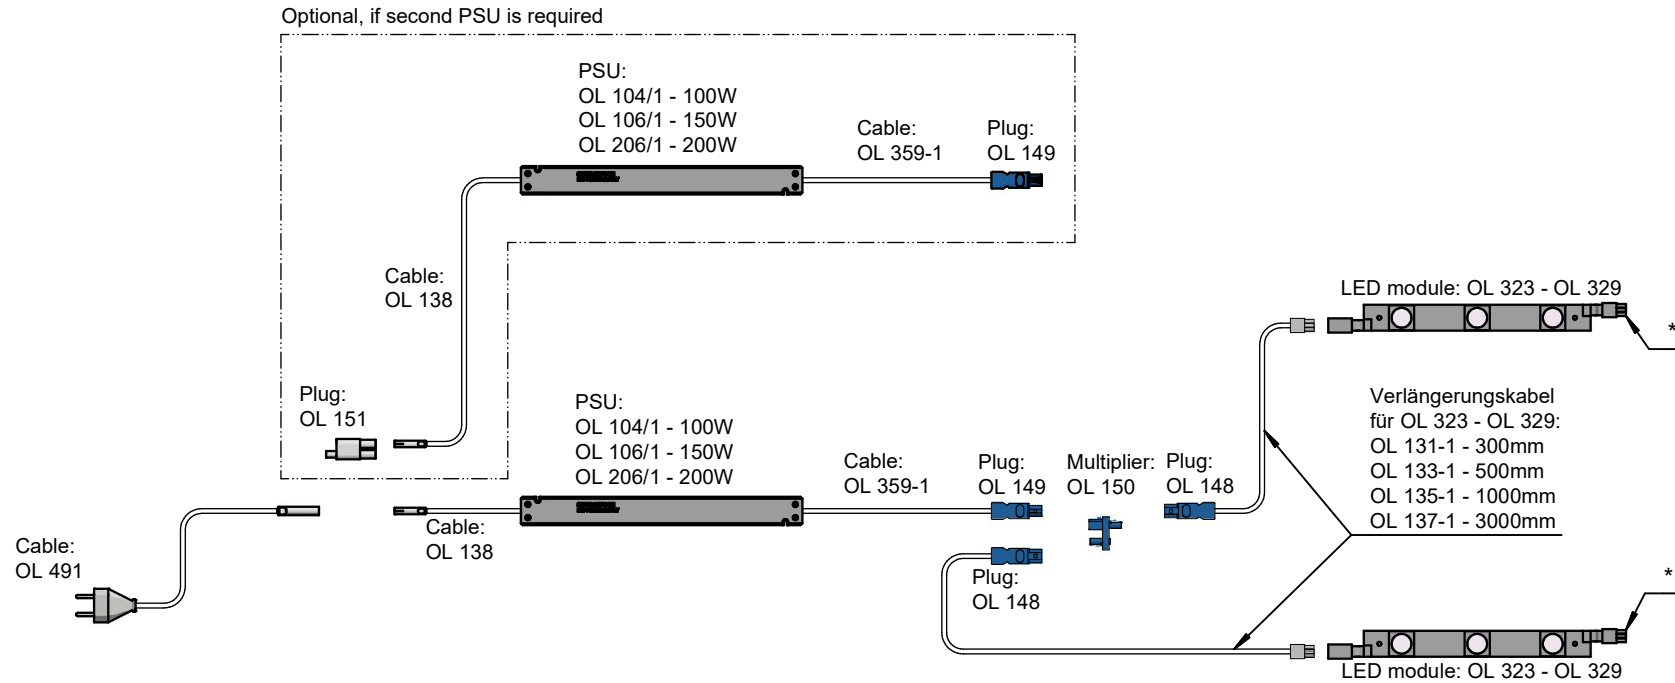 Optional, if second PSU is required
PSU:
OL 104/1 - 100W
OL 106/1 - 150W
OL 206/1 - 200W
Cable:
OL 359-1
Plug:
OL 149
Cable:
OL 138
Plug:
OL 151
PSU:
OL 104/1 - 100W
OL 106/1 - 150W
OL 206/1 - 200W
Cable:
OL 359-1
Plug:
OL 149
Multiplier:
OL 150
Plug:
OL 148
LED module: OL 323 - OL 329
*
Verlängerungskabel
für OL 323 - OL 329:
OL 131-1 - 300mm
OL 133-1 - 500mm
OL 135-1 - 1000mm
OL 137-1 - 3000mm
Cable:
OL 491
Cable:
OL 138
Plug:
OL 148
*
LED module: OL 323 - OL 329